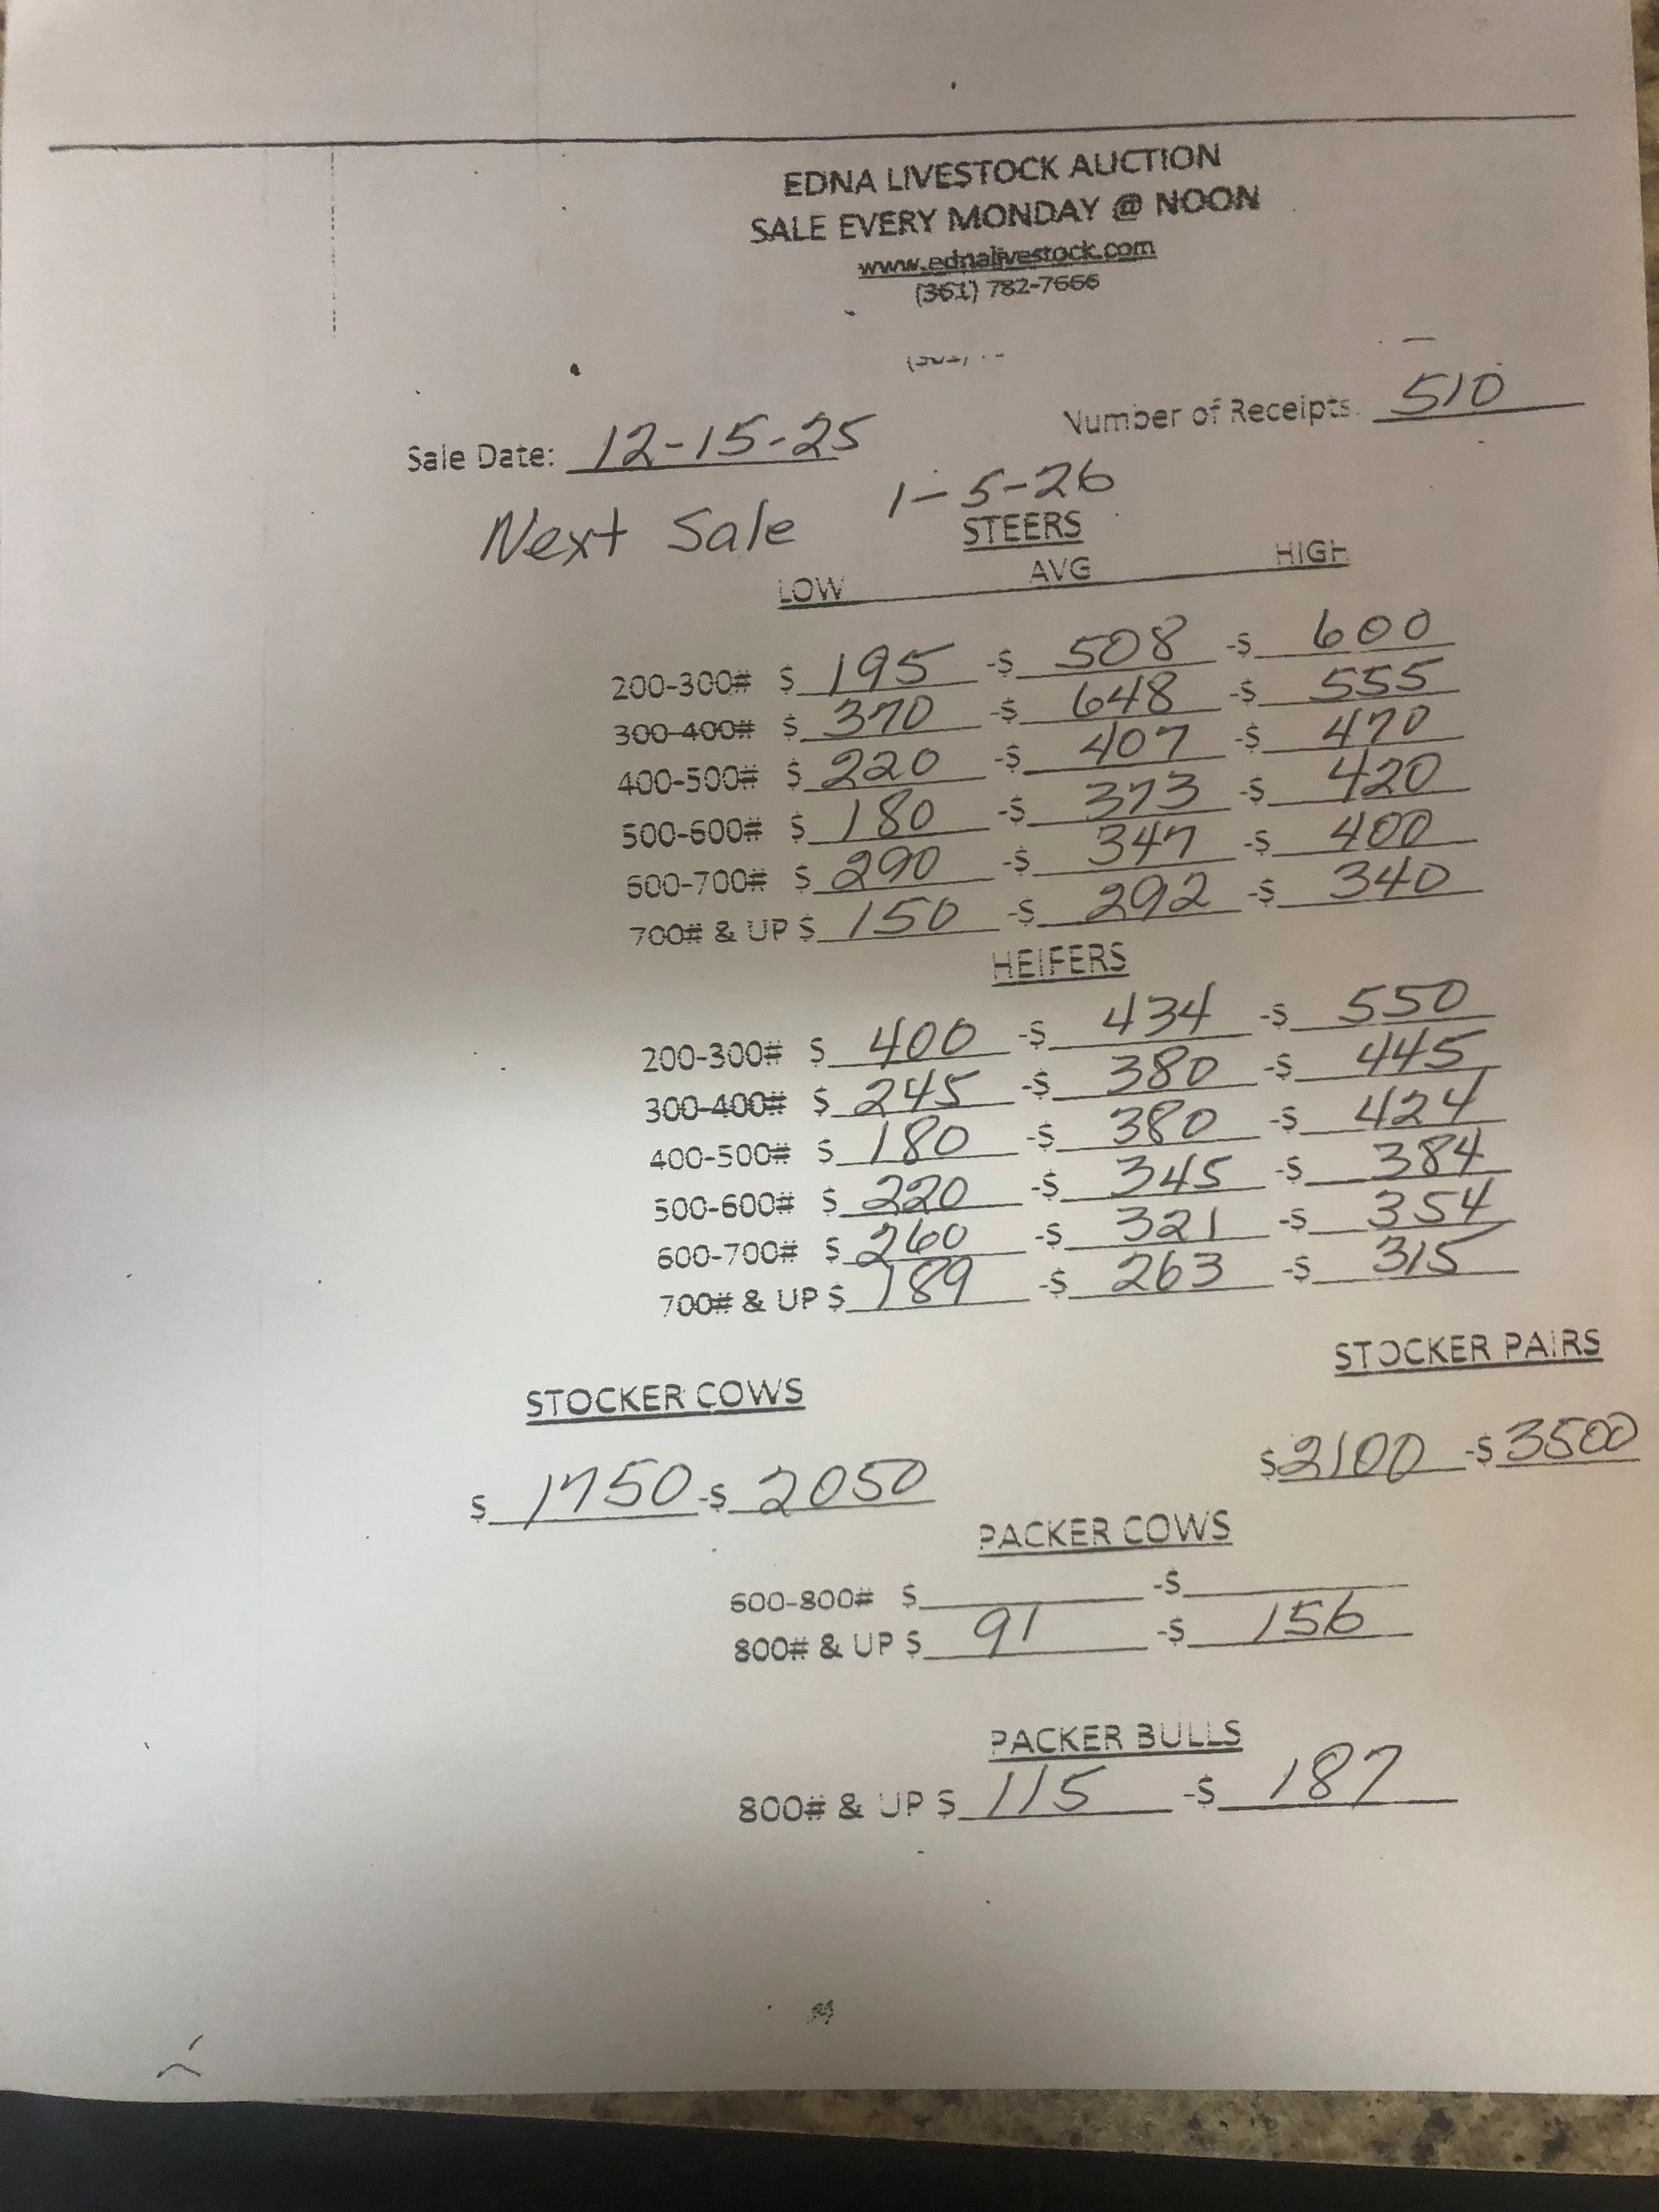 EDNA LIVESTOCK AUCTION
SALE EVERY MONDAY @ NOON
www.ednalivestock.com
(361) 782-7666
Sale Date: 12-15-25 Number of Receipts. 510
Next Sale 1-5-26
STEERS
LOW AVG HIGH
200-300# $ 195 -$ 508 -$ 600
300-400# $ 370 -$ 648 -$ 555
400-500# $ 220 -$ 407 -$ 470
500-600# $ 180 -$ 373 -$ 420
600-700# $ 290 -$ 347 -$ 400
700# & UP $ 150 -$ 292 -$ 340
HEIFERS
200-300# $ 400 -$ 434 -$ 550
300-400# $ 245 -$ 380 -$ 445
400-500# $ 180 -$ 380 -$ 424
500-600# $ 220 -$ 345 -$ 384
600-700# $ 260 -$ 321 -$ 354
700# & UP $ 189 -$ 263 -$ 315
STOCKER COWS STOCKER PAIRS
$ 1750 -$ 2050 $ 2100 -$ 3500
PACKER COWS
600-800# $ -$
800# & UP $ 91 -$ 156
PACKER BULLS
800# & UP $ 115 -$ 187